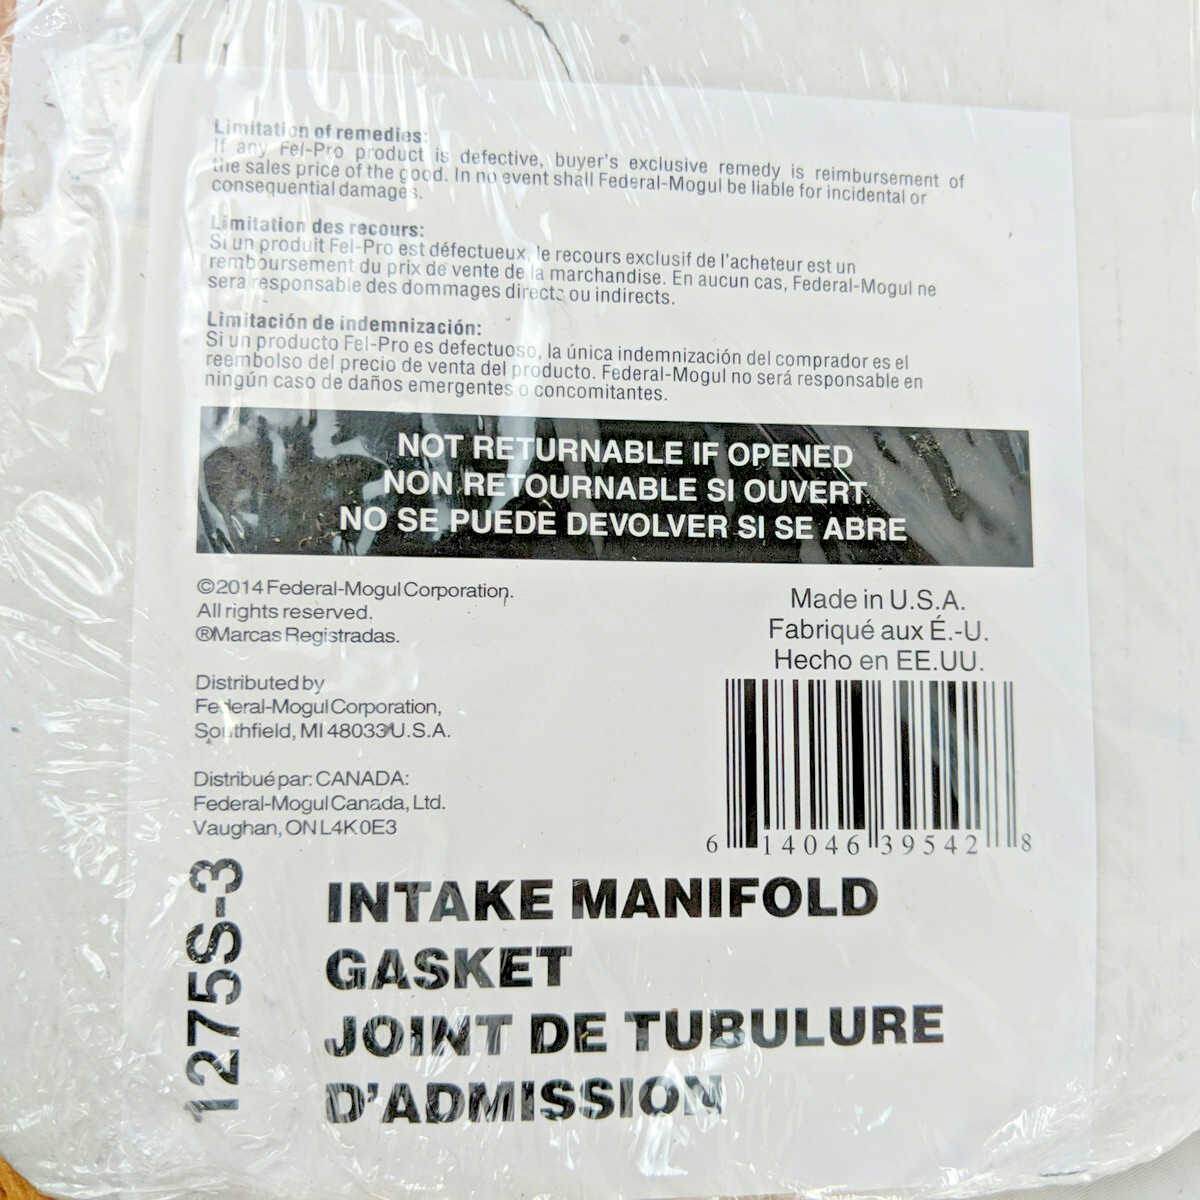 Limitation of remedies:
If any Fel-Pro product is defective, buyer's exclusive remedy is reimbursement of
the sales price of the good. In no event shall Federal-Mogul be liable for incidental or
consequential damages.
Limitation des recours:
Si un produit Fel-Pro est défectueux, le recours exclusif de l'acheteur est un
remboursement du prix de vente de la marchandise. En aucun cas, Federal-Mogul ne
sera responsable des dommages directs ou indirects.
Limitación de indemnización:
Si un producto Fel-Pro es defectuoso, la única indemnización del comprador es el
reembolso del precio de venta del producto. Federal-Mogul no será responsable en
ningún caso de daños emergentes o concomitantes.
NOT RETURNABLE IF OPENED
NON RETOURNABLE SI OUVERT
NO SE PUEDE DEVOLVER SI SE ABRE
©2014 Federal-Mogul Corporation.
All rights reserved.
®Marcas Registradas.
Distributed by
Federal-Mogul Corporation,
Southfield, MI 48033 U.S.A.
Distribué par: CANADA:
Federal-Mogul Canada, Ltd.
Vaughan, ON L4K 0E3
Made in U.S.A.
Fabriqué aux É.-U.
Hecho en EE.UU.
6 14046 39542 8
1275S-3
INTAKE MANIFOLD
GASKET
JOINT DE TUBULURE
D'ADMISSION